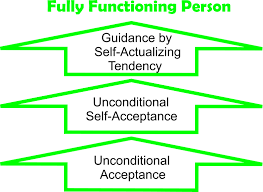 Fully Functioning Person
Guidance by
Self-Actualizing
Tendency
Unconditional
Self-Acceptance
Unconditional
Acceptance